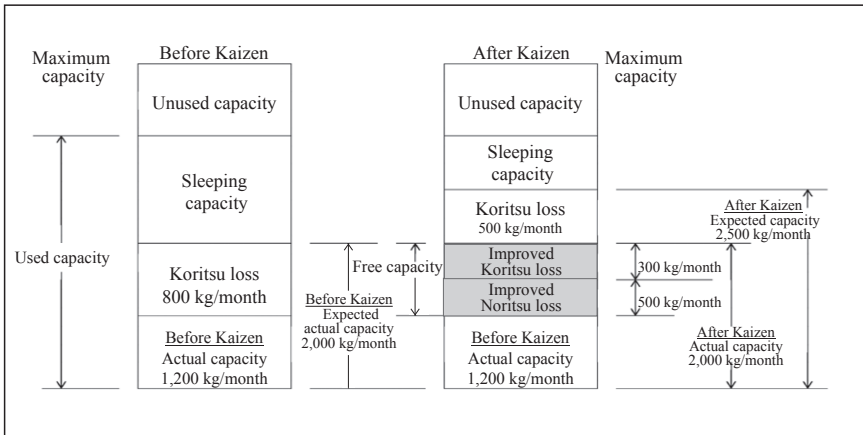 Before Kaizen
Maximum
capacity
Unused capacity
Sleeping
capacity
Used capacity
Koritsu loss
800 kg/month
Before Kaizen
Actual capacity
1,200 kg/month
Before Kaizen
Expected
actual capacity
2,000 kg/month
Free capacity
After Kaizen
Maximum
capacity
Unused capacity
Sleeping
capacity
Koritsu loss
500 kg/month
Improved
Koritsu loss
Improved
Noritsu loss
Before Kaizen
Actual capacity
1,200 kg/month
300 kg/month
500 kg/month
After Kaizen
Expected capacity
2,500 kg/month
After Kaizen
Actual capacity
2,000 kg/month